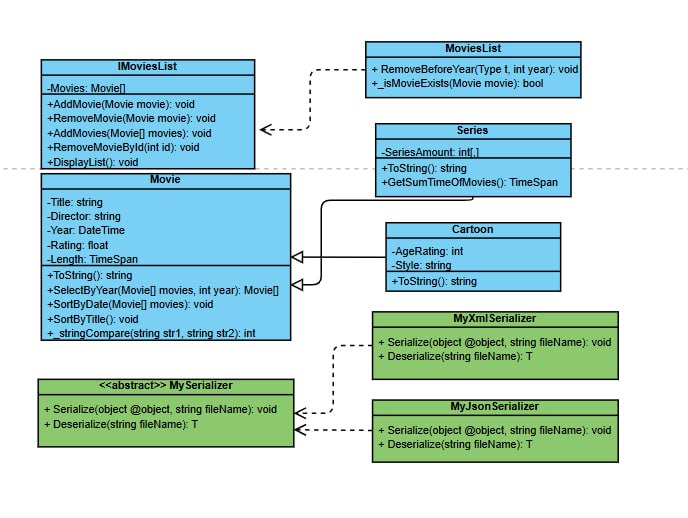 IMoviesList
-Movies: Movie[]
+AddMovie(Movie movie): void
+RemoveMovie(Movie movie): void
+AddMovies(Movie[] movies): void
+RemoveMovieById(int id): void
+DisplayList(): void
MoviesList
+ RemoveBeforeYear(Type t, int year): void
+_isMovieExists(Movie movie): bool
Series
-SeriesAmount: int[,]
+ToString(): string
+GetSumTimeOfMovies(): TimeSpan
Movie
-Title: string
-Director: string
-Year: DateTime
-Rating: float
-Length: TimeSpan
+ToString(): string
+SelectByYear(Movie[] movies, int year): Movie[]
+SortByDate(Movie[] movies): void
+SortByTitle(): void
+_stringCompare(string str1, string str2): int
Cartoon
-AgeRating: int
-Style: string
+ToString(): string
MyXmlSerializer
+ Serialize(object @object, string fileName): void
+ Deserialize(string fileName): T
<<abstract>> MySerializer
+ Serialize(object @object, string fileName): void
+ Deserialize(string fileName): T
MyJsonSerializer
+ Serialize(object @object, string fileName): void
+ Deserialize(string fileName): T